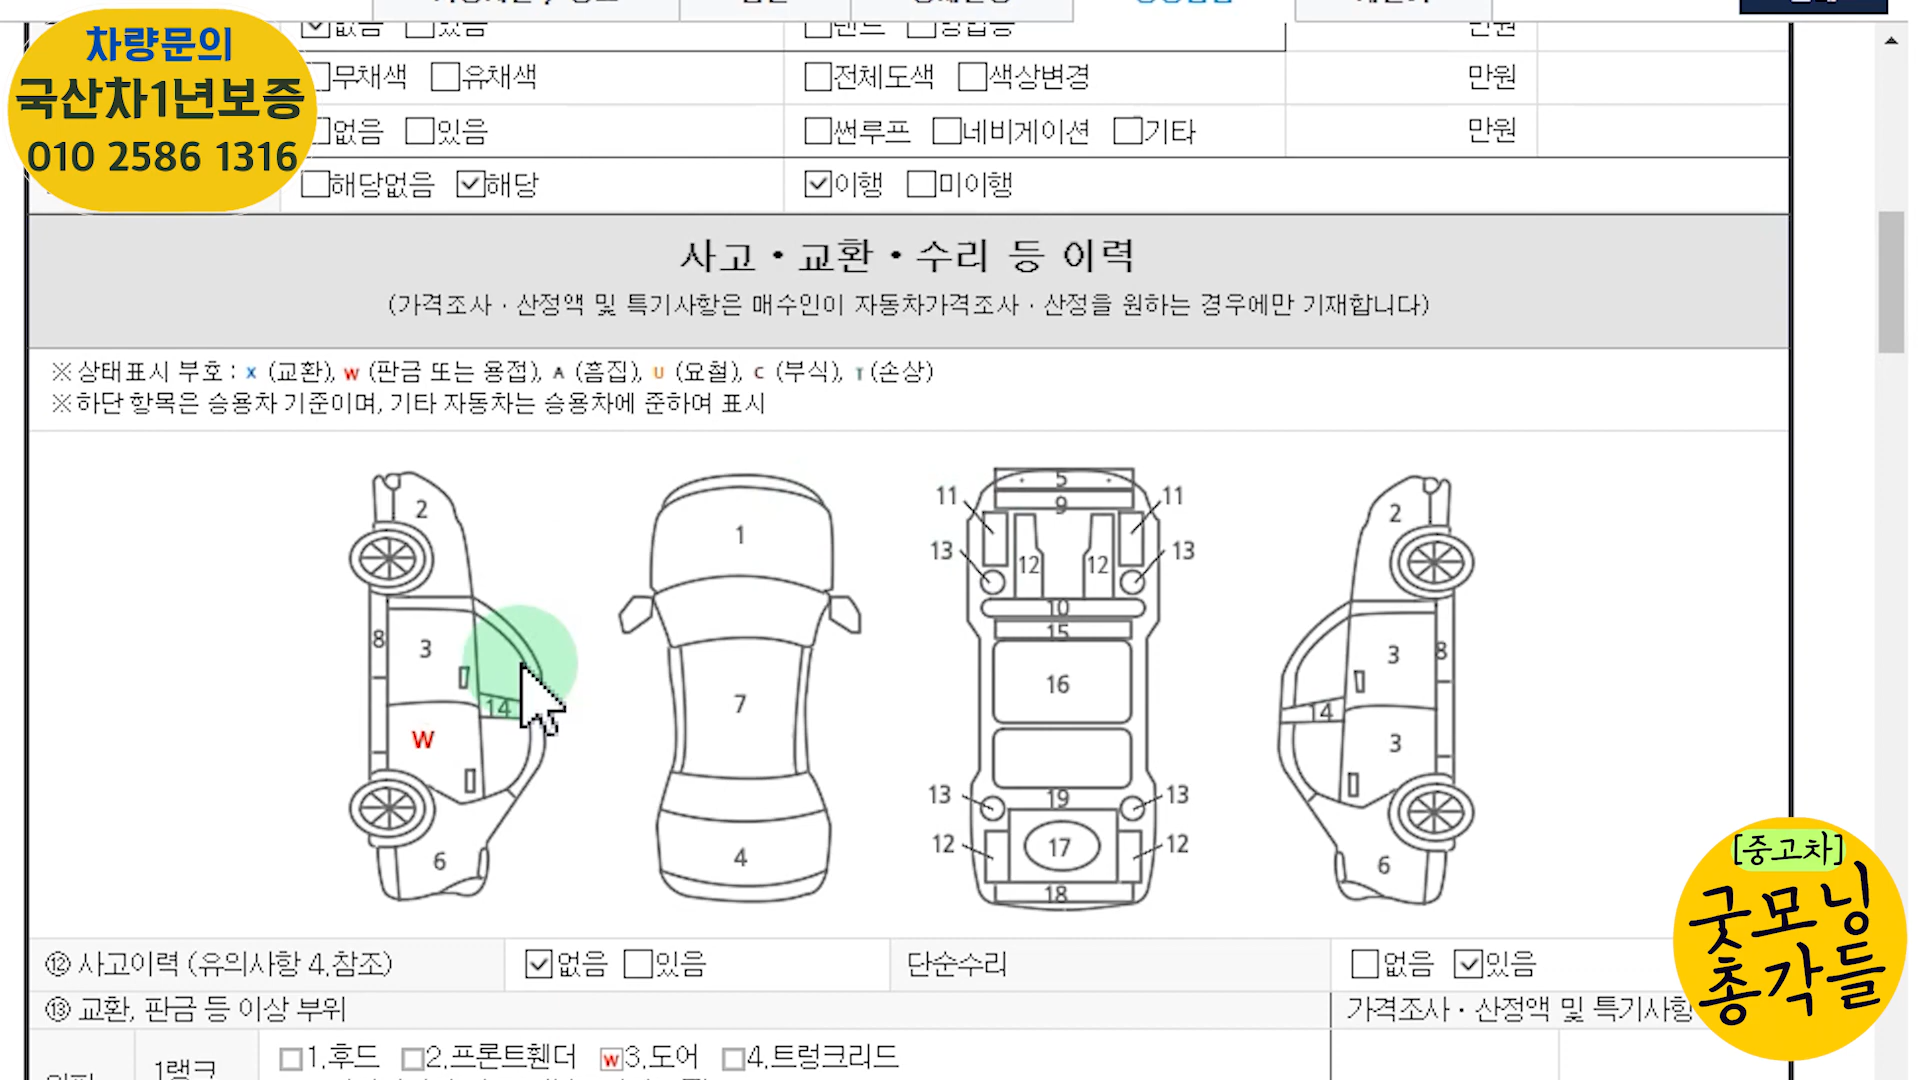 차량문의
국산차1년보증
010 2586 1316
없음 있음 렌트 영업용 만원
무채색 유채색 전체도색 색상변경 만원
없음 있음 썬루프 네비게이션 기타 만원
해당없음 해당 이행 미이행
사고•교환•수리 등 이력
(가격조사·산정액 및 특기사항은 매수인이 자동차가격조사·산정을 원하는 경우에만 기재합니다)
※ 상태표시 부호 : X (교환), W (판금 또는 용접), A (흠집), U (요철), C (부식), T (손상)
※ 하단 항목은 승용차 기준이며, 기타 자동차는 승용차에 준하여 표시
2
8
3
14
W
6
1
7
4
5
9
11 11
13 13
12 12
10
15
16
19
13 13
12 12
17
18
2
3
8
14
3
6
[중고차]
굿모닝
총각들
⑫ 사고이력 (유의사항 4.참조) 없음 있음 단순수리 없음 있음
⑬ 교환, 판금 등 이상 부위 가격조사·산정액 및 특기사항
1랭크 1.후드 2.프론트휀더 W 3.도어 4.트렁크리드